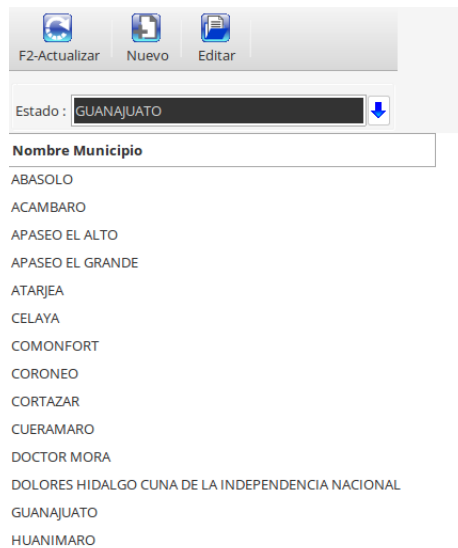 F2-Actualizar Nuevo Editar
Estado : GUANAJUATO
Nombre Municipio
ABASOLO
ACAMBARO
APASEO EL ALTO
APASEO EL GRANDE
ATARJEA
CELAYA
COMONFORT
CORONEO
CORTAZAR
CUERAMARO
DOCTOR MORA
DOLORES HIDALGO CUNA DE LA INDEPENDENCIA NACIONAL
GUANAJUATO
HUANIMARO